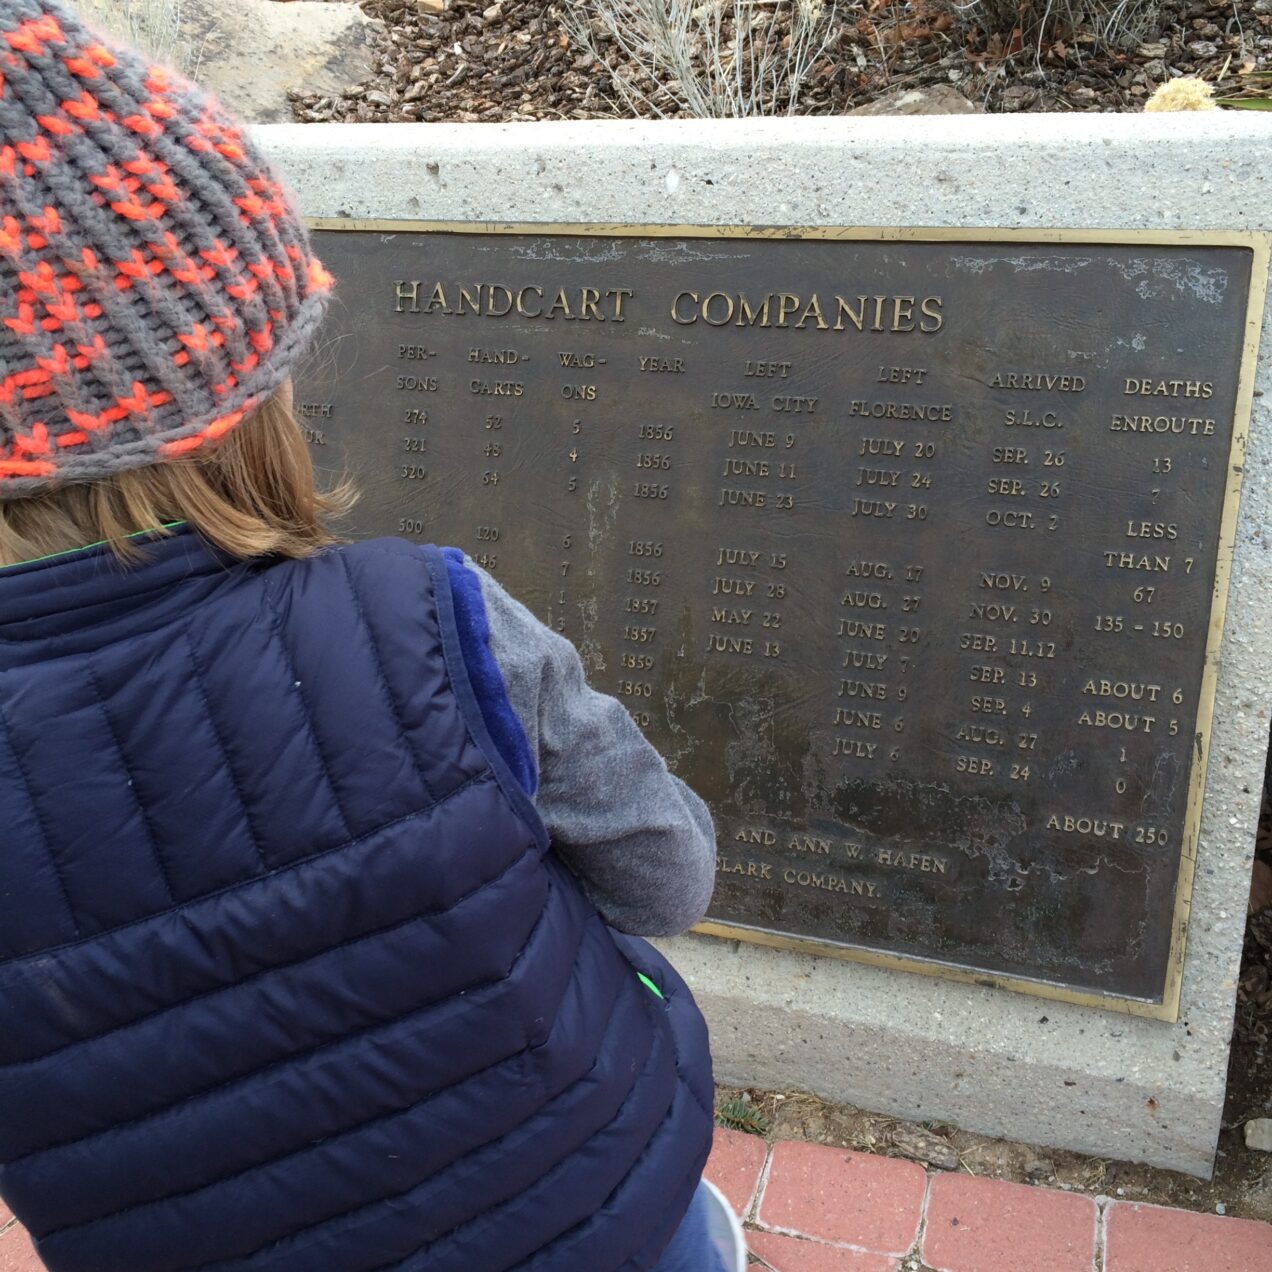 HANDCART COMPANIES
PER- HAND- WAG- YEAR LEFT LEFT ARRIVED DEATHS
SONS CARTS ONS IOWA CITY FLORENCE S.L.C. ENROUTE
274 52 5 1856 JUNE 9 JULY 20 SEP. 26 13
221 48 4 1856 JUNE 11 JULY 24 SEP. 26 7
320 64 5 1856 JUNE 23 JULY 30 OCT. 2 LESS
THAN 7
500 120 6 1856 JULY 15 AUG. 17 NOV. 9 67
146 7 1856 JULY 28 AUG. 27 NOV. 30 135 - 150
1 1857 MAY 22 JUNE 20 SEP. 11,12
3 1857 JUNE 13 JULY 7 SEP. 13 ABOUT 6
1859 JUNE 9 SEP. 4 ABOUT 5
1860 JUNE 6 AUG. 27 1
60 JULY 6 SEP. 24 0
ABOUT 250
AND ANN W. HAFEN
CLARK COMPANY.